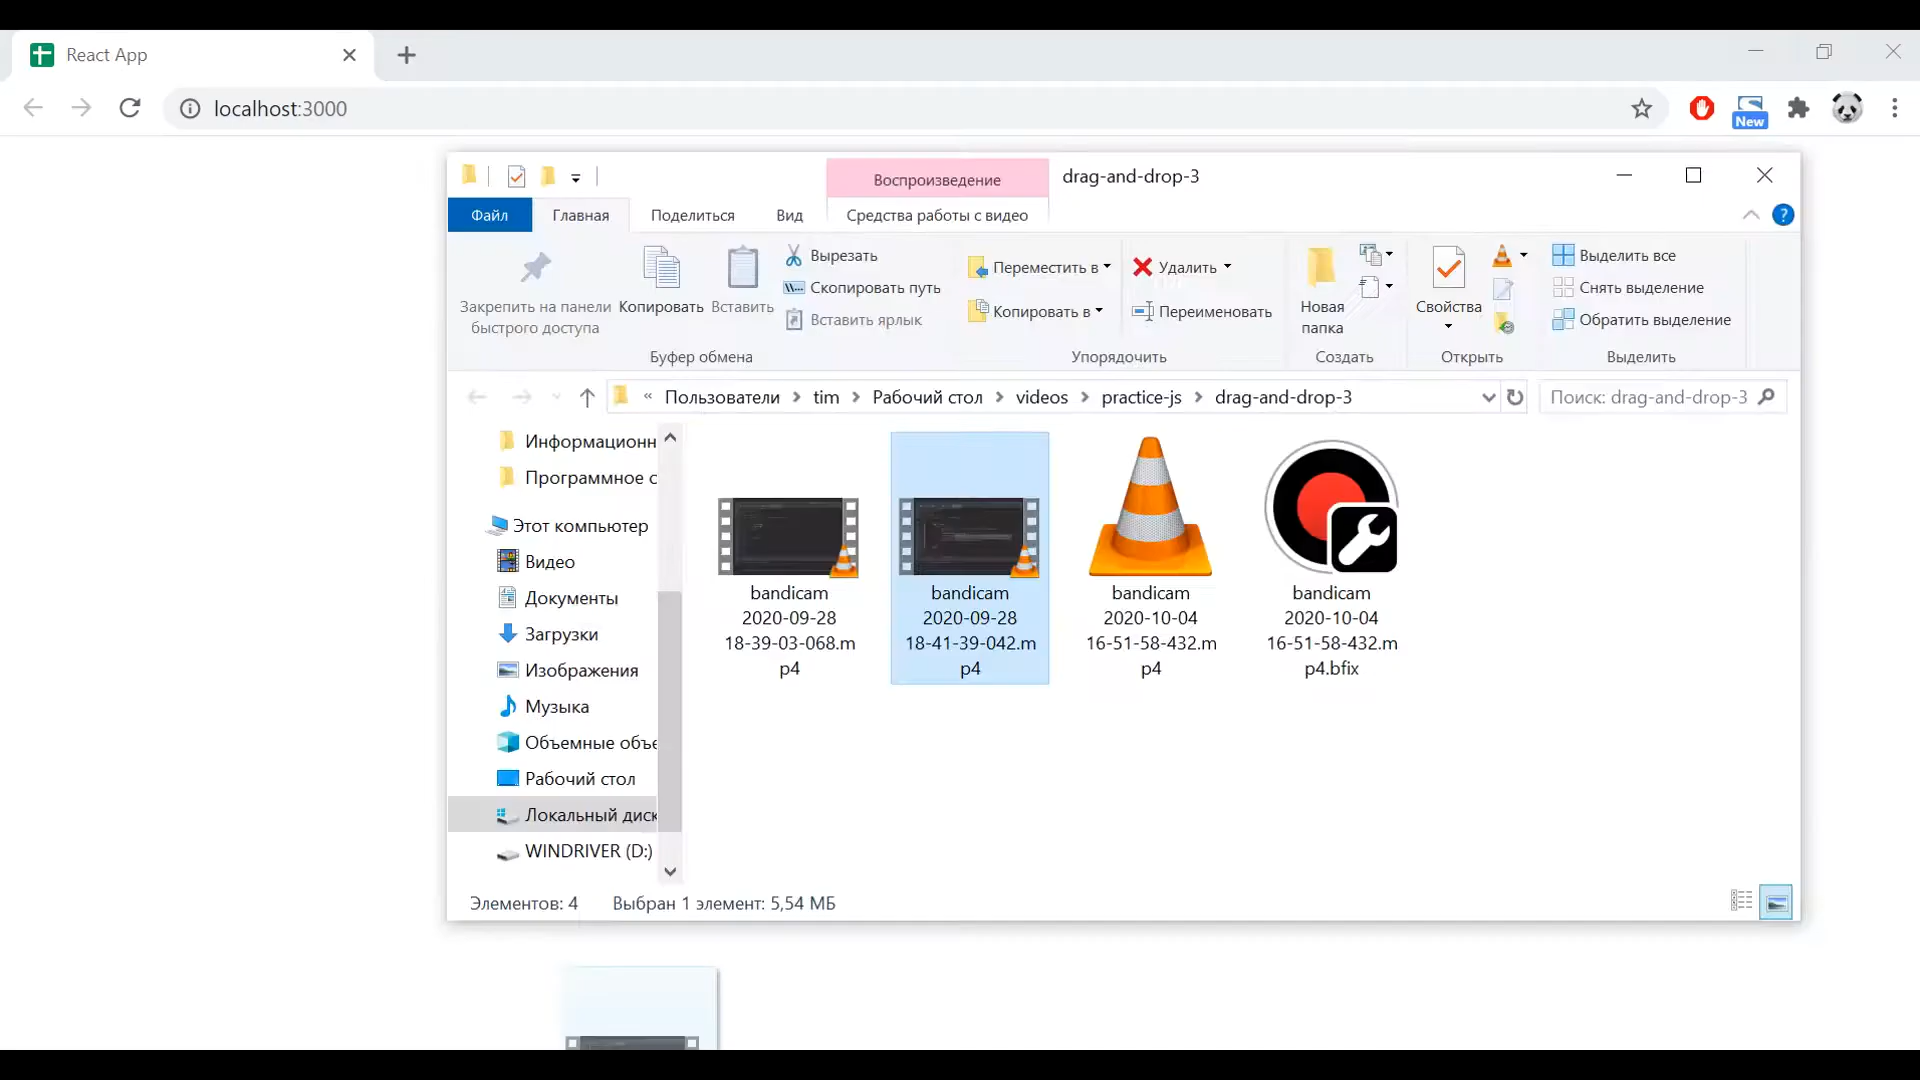 React App
localhost:3000
New
Воспроизведение
drag-and-drop-3
Файл
Главная
Поделиться
Вид
Средства работы с видео
?
Закрепить на панели
быстрого доступа
Копировать
Вставить
Вырезать
Скопировать путь
Вставить ярлык
Буфер обмена
Переместить в
Копировать в
Удалить
Переименовать
Упорядочить
Новая
папка
Создать
Свойства
Открыть
Выделить все
Снять выделение
Обратить выделение
Выделить
« Пользователи > tim > Рабочий стол > videos > practice-js > drag-and-drop-3
Поиск: drag-and-drop-3
Информационн
Программное с
Этот компьютер
Видео
Документы
Загрузки
Изображения
Музыка
Объемные объе
Рабочий стол
Локальный диск
WINDRIVER (D:)
bandicam
2020-09-28
18-39-03-068.m
p4
bandicam
2020-09-28
18-41-39-042.m
p4
bandicam
2020-10-04
16-51-58-432.m
p4
bandicam
2020-10-04
16-51-58-432.m
p4.bfix
Элементов: 4
Выбран 1 элемент: 5,54 МБ